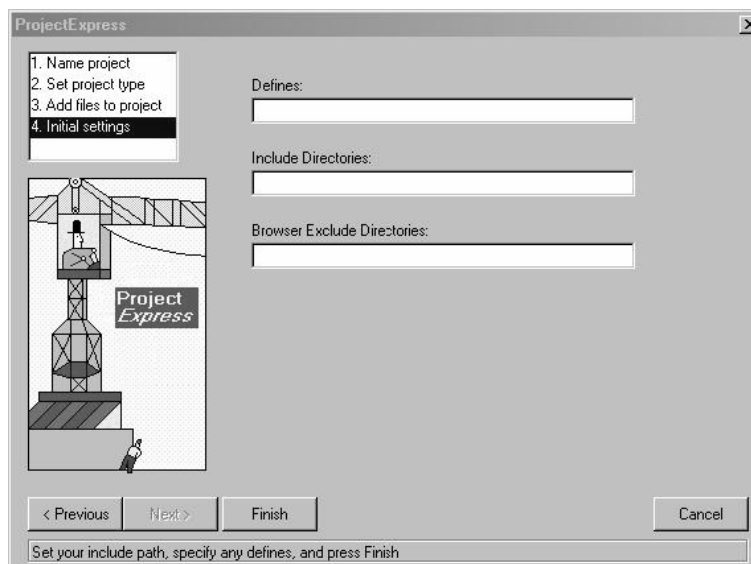 ProjectExpress
1. Name project
2. Set project type
3. Add files to project
4. Initial settings
Defines:
Include Directories:
Browser Exclude Directories:
Project
Express
< Previous
Next >
Finish
Cancel
Set your include path, specify any defines, and press Finish